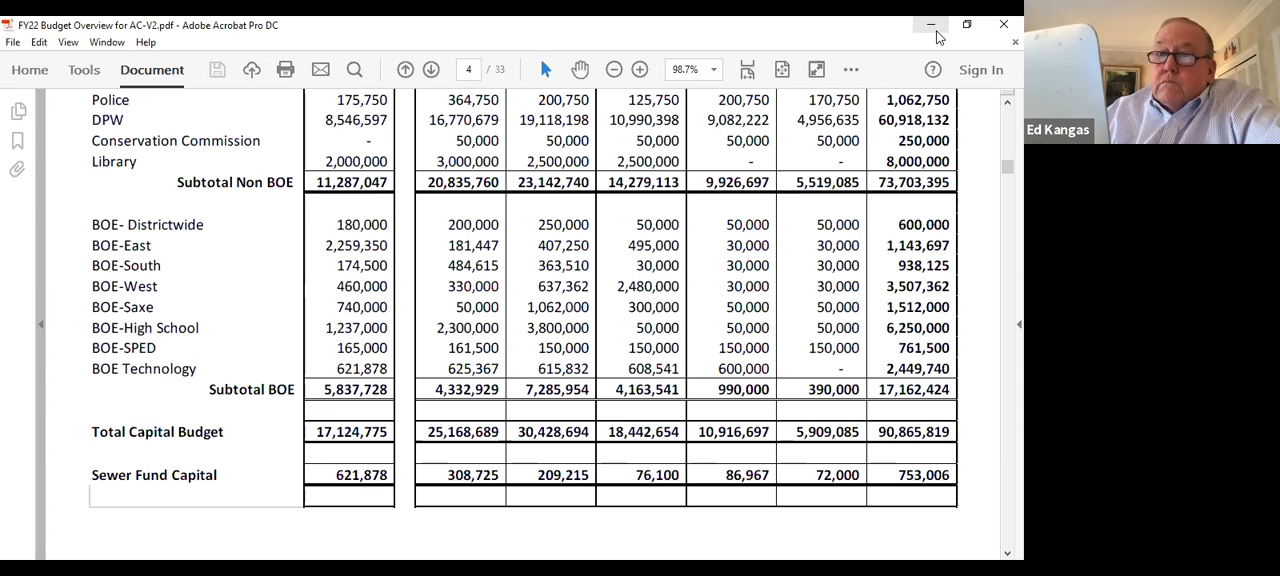 FY22 Budget Overview for AC-V2.pdf - Adobe Acrobat Pro DC
File Edit View Window Help
Home Tools Document 4 / 33 98.7% Sign In
Police 175,750 364,750 200,750 125,750 200,750 170,750 1,062,750
DPW 8,546,597 16,770,679 19,118,198 10,990,398 9,082,222 4,956,635 60,918,132
Conservation Commission - 50,000 50,000 50,000 50,000 50,000 250,000
Library 2,000,000 3,000,000 2,500,000 2,500,000 - - 8,000,000
Subtotal Non BOE 11,287,047 20,835,760 23,142,740 14,279,113 9,926,697 5,519,085 73,703,395
BOE- Districtwide 180,000 200,000 250,000 50,000 50,000 50,000 600,000
BOE-East 2,259,350 181,447 407,250 495,000 30,000 30,000 1,143,697
BOE-South 174,500 484,615 363,510 30,000 30,000 30,000 938,125
BOE-West 460,000 330,000 637,362 2,480,000 30,000 30,000 3,507,362
BOE-Saxe 740,000 50,000 1,062,000 300,000 50,000 50,000 1,512,000
BOE-High School 1,237,000 2,300,000 3,800,000 50,000 50,000 50,000 6,250,000
BOE-SPED 165,000 161,500 150,000 150,000 150,000 150,000 761,500
BOE Technology 621,878 625,367 615,832 608,541 600,000 - 2,449,740
Subtotal BOE 5,837,728 4,332,929 7,285,954 4,163,541 990,000 390,000 17,162,424
Total Capital Budget 17,124,775 25,168,689 30,428,694 18,442,654 10,916,697 5,909,085 90,865,819
Sewer Fund Capital 621,878 308,725 209,215 76,100 86,967 72,000 753,006
Ed Kangas